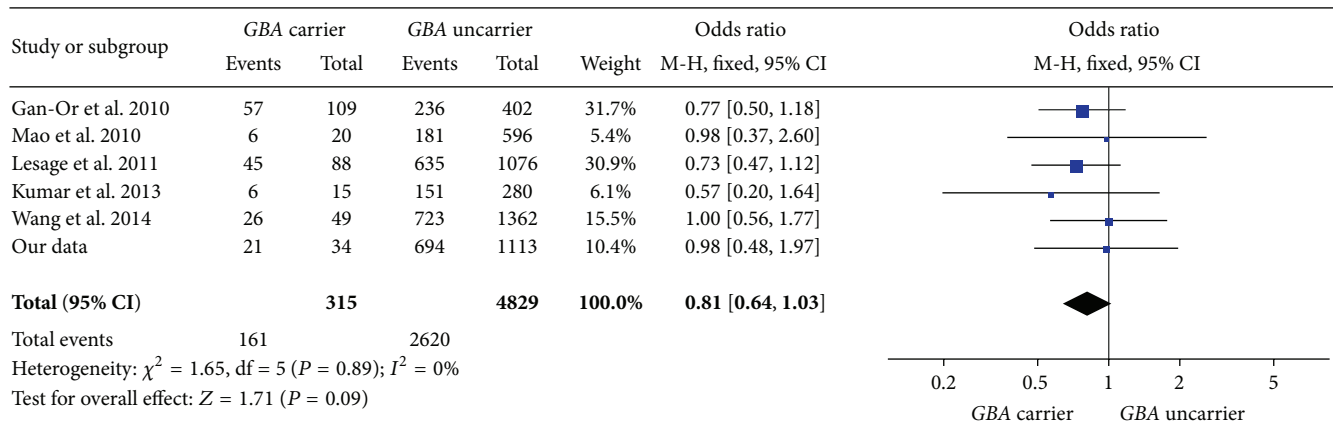 Study or subgroup GBA carrier GBA uncarrier Odds ratio Odds ratio
Events Total Events Total Weight M-H, fixed, 95% CI M-H, fixed, 95% CI
Gan-Or et al. 2010 57 109 236 402 31.7% 0.77 [0.50, 1.18]
Mao et al. 2010 6 20 181 596 5.4% 0.98 [0.37, 2.60]
Lesage et al. 2011 45 88 635 1076 30.9% 0.73 [0.47, 1.12]
Kumar et al. 2013 6 15 151 280 6.1% 0.57 [0.20, 1.64]
Wang et al. 2014 26 49 723 1362 15.5% 1.00 [0.56, 1.77]
Our data 21 34 694 1113 10.4% 0.98 [0.48, 1.97]
Total (95% CI) 315 4829 100.0% 0.81 [0.64, 1.03]
Total events 161 2620
Heterogeneity: χ² = 1.65, df = 5 (P = 0.89); I² = 0%
Test for overall effect: Z = 1.71 (P = 0.09)
0.2 0.5 1 2 5
GBA carrier GBA uncarrier